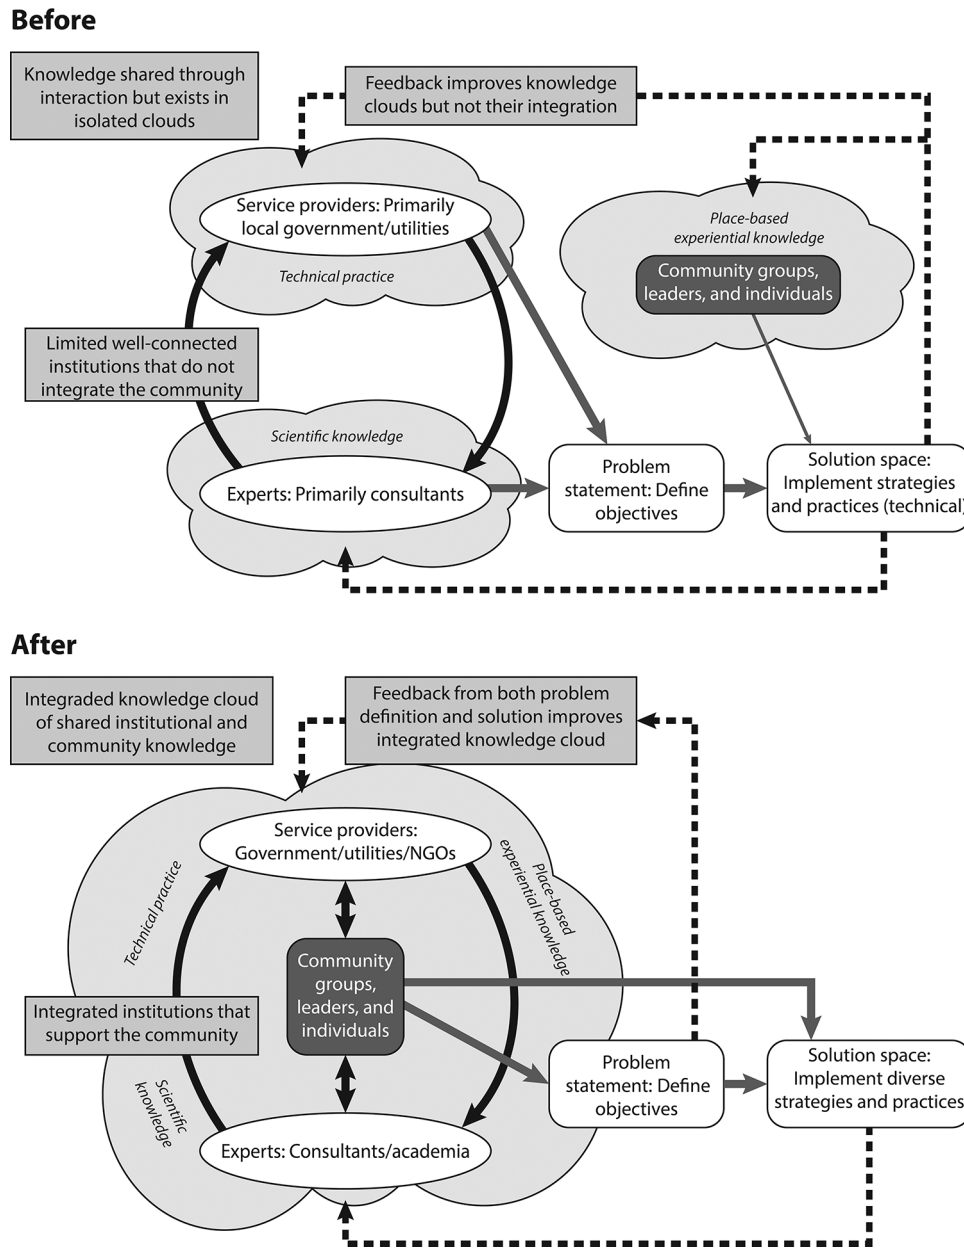 Before
Knowledge shared through
interaction but exists in
isolated clouds
Feedback improves knowledge
clouds but not their integration
Service providers: Primarily
local government/utilities
Technical practice
Place-based
experiential knowledge
Community groups,
leaders, and individuals
Limited well-connected
institutions that do not
integrate the community
Scientific knowledge
Experts: Primarily consultants
Problem
statement: Define
objectives
Solution space:
Implement strategies
and practices (technical)
After
Integraded knowledge cloud
of shared institutional and
community knowledge
Feedback from both problem
definition and solution improves
integrated knowledge cloud
Service providers:
Government/utilities/NGOs
Technical practice
Place-based
experiential knowledge
Community
groups,
leaders, and
individuals
Integrated institutions that
support the community
Scientific
knowledge
Experts: Consultants/academia
Problem
statement: Define
objectives
Solution space:
Implement diverse
strategies and practices